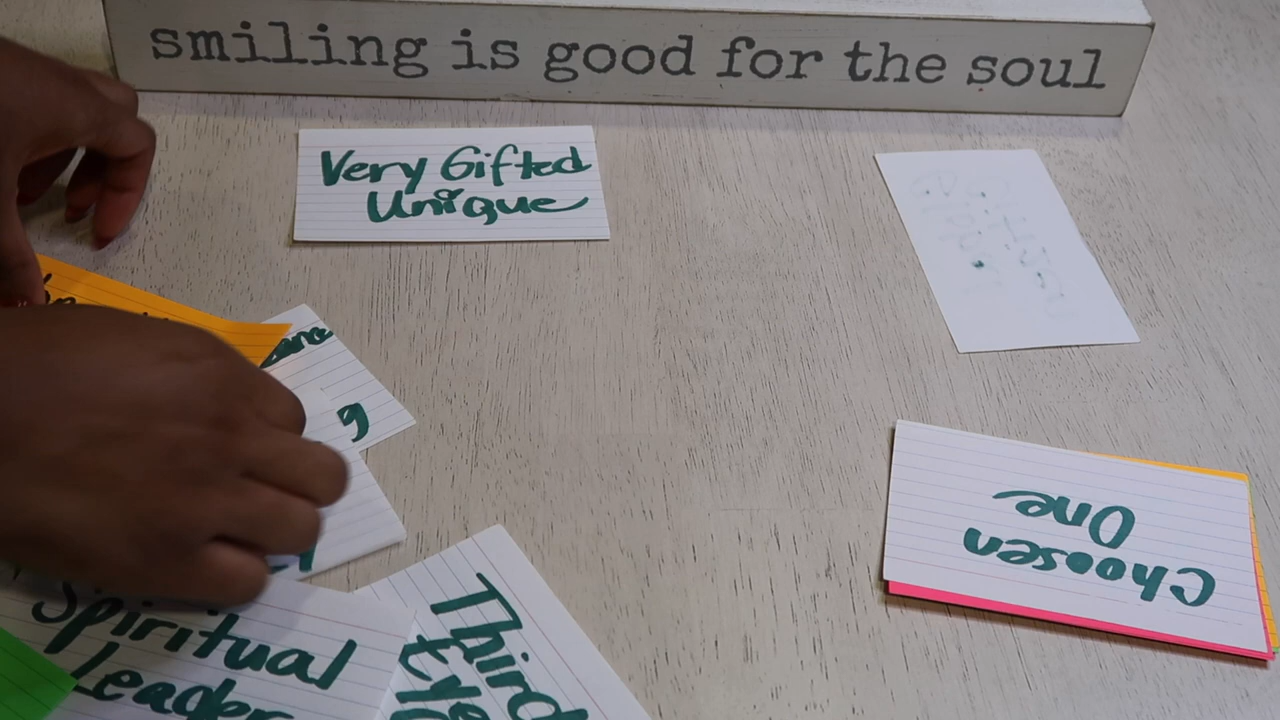 smiling is good for the soul
Very Gifted
Unique
Choosen
One
Spiritual
Leader
Third
Eye